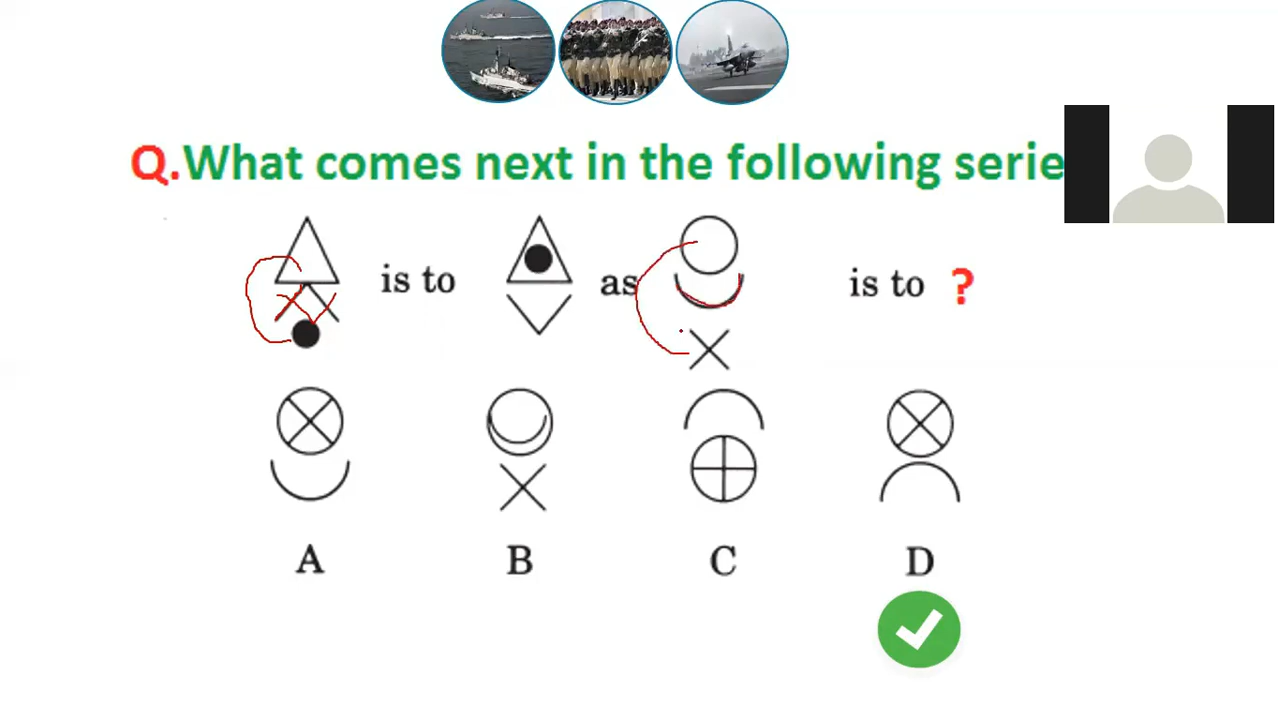 Q.What comes next in the following serie
is to as is to ?
A B C D